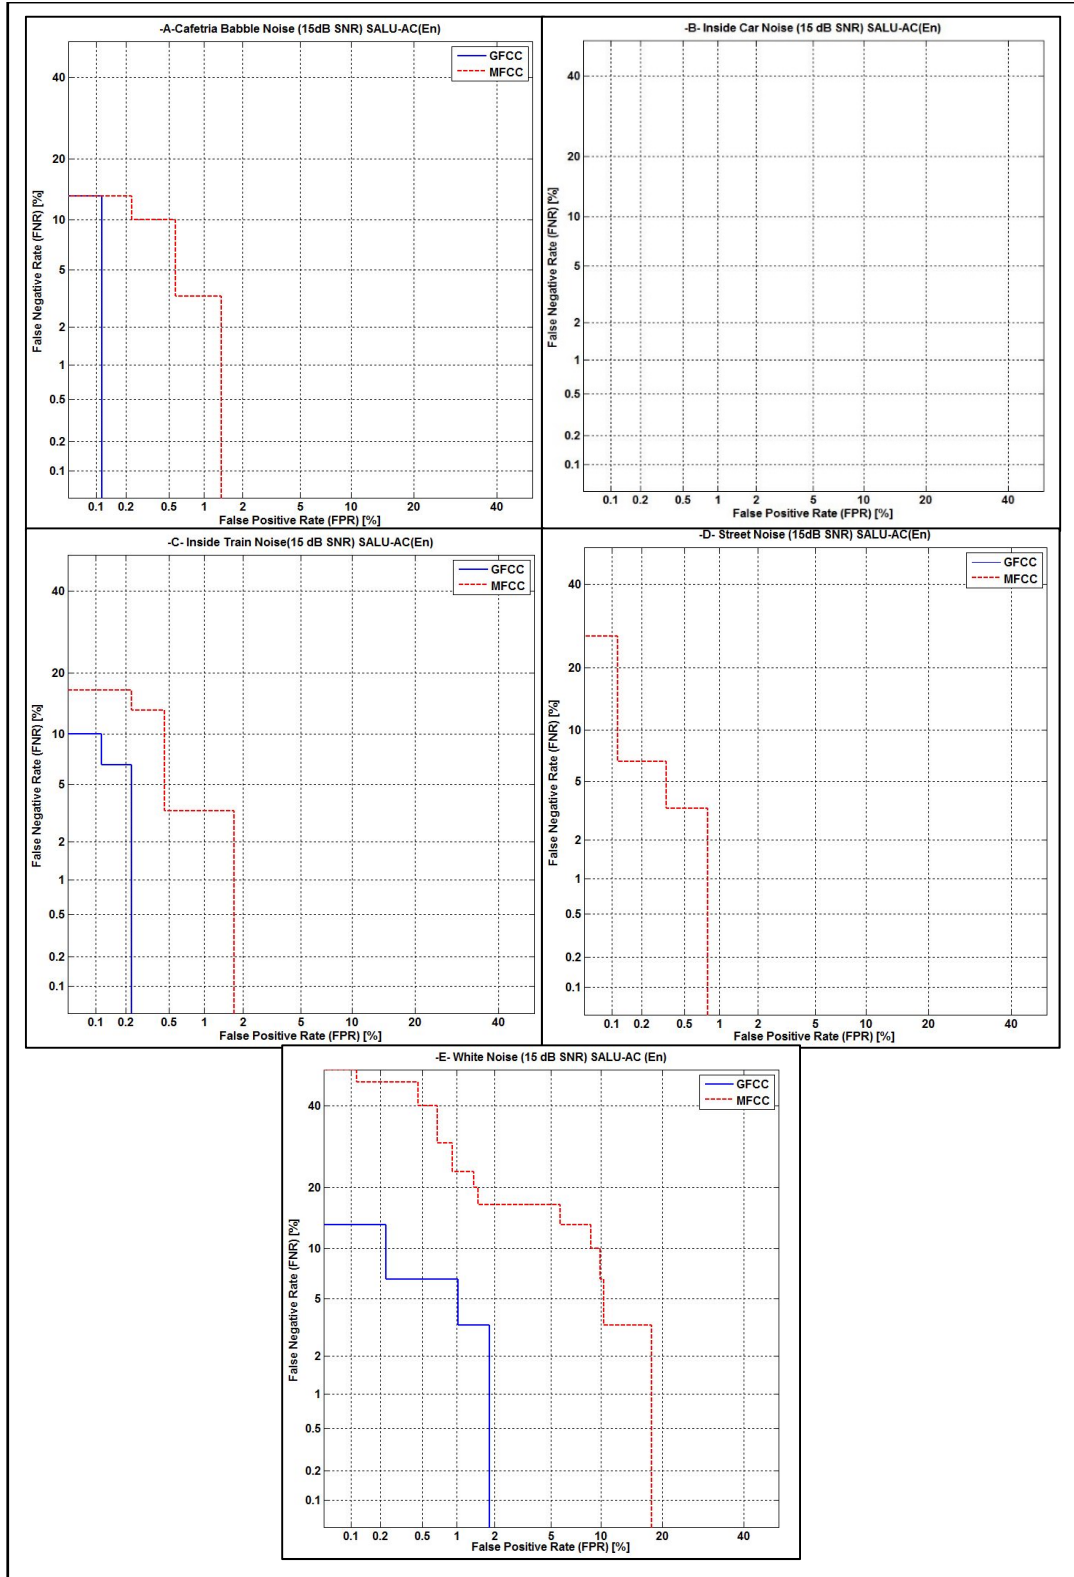 -A-Cafetria Babble Noise (15dB SNR) SALU-AC(En)
GFCC
MFCC
False Negative Rate (FNR) [%]
40
20
10
5
2
1
0.5
0.2
0.1
0.1 0.2 0.5 1 2 5 10 20 40
False Positive Rate (FPR) [%]
-B- Inside Car Noise (15 dB SNR) SALU-AC(En)
False Negative Rate (FNR) [%]
40
20
10
5
2
1
0.5
0.2
0.1
0.1 0.2 0.5 1 2 5 10 20 40
False Positive Rate (FPR) [%]
-C- Inside Train Noise(15 dB SNR) SALU-AC(En)
GFCC
MFCC
False Negative Rate (FNR) [%]
40
20
10
5
2
1
0.5
0.2
0.1
0.1 0.2 0.5 1 2 5 10 20 40
False Positive Rate (FPR) [%]
-D- Street Noise (15dB SNR) SALU-AC(En)
GFCC
MFCC
False Negative Rate (FNR) [%]
40
20
10
5
2
1
0.5
0.2
0.1
0.1 0.2 0.5 1 2 5 10 20 40
False Positive Rate (FPR) [%]
-E- White Noise (15 dB SNR) SALU-AC (En)
GFCC
MFCC
False Negative Rate (FNR) [%]
40
20
10
5
2
1
0.5
0.2
0.1
0.1 0.2 0.5 1 2 5 10 20 40
False Positive Rate (FPR) [%]